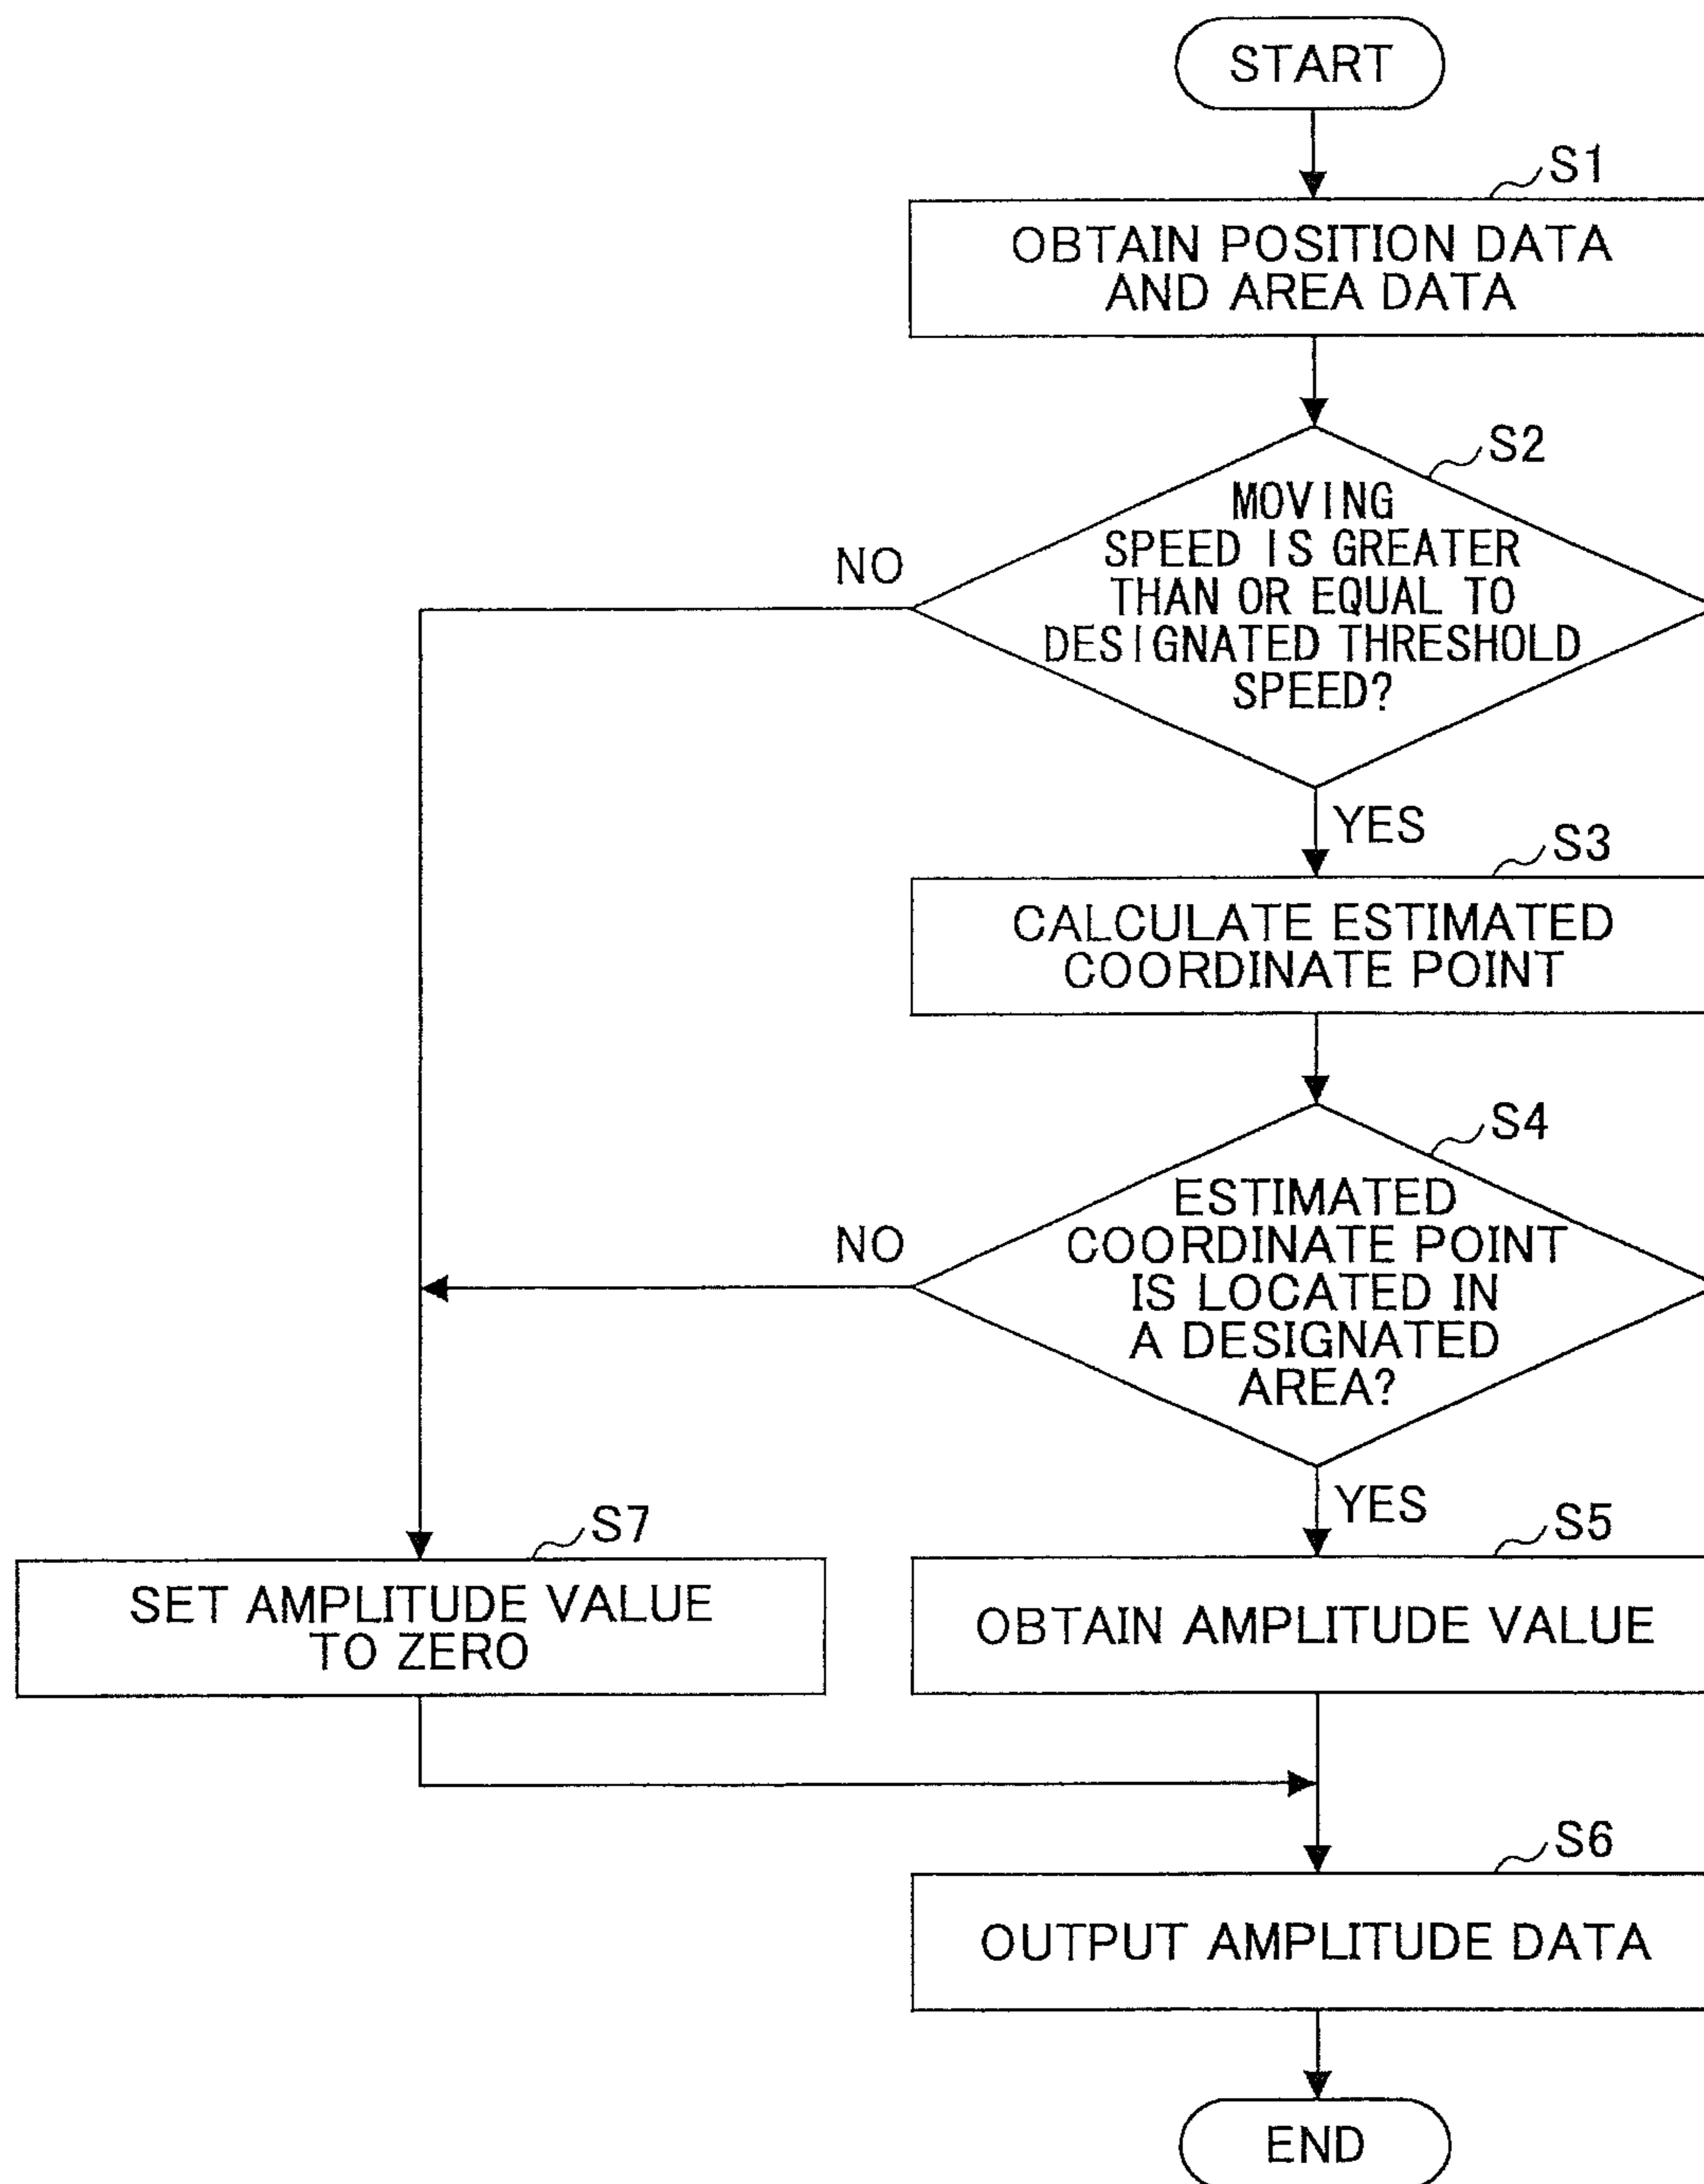 START
S1
OBTAIN POSITION DATA
AND AREA DATA
S2
MOVING
SPEED IS GREATER
THAN OR EQUAL TO
DESIGNATED THRESHOLD
SPEED?
NO
YES
S3
CALCULATE ESTIMATED
COORDINATE POINT
S4
ESTIMATED
COORDINATE POINT
IS LOCATED IN
A DESIGNATED
AREA?
NO
YES
S7
SET AMPLITUDE VALUE
TO ZERO
S5
OBTAIN AMPLITUDE VALUE
S6
OUTPUT AMPLITUDE DATA
END